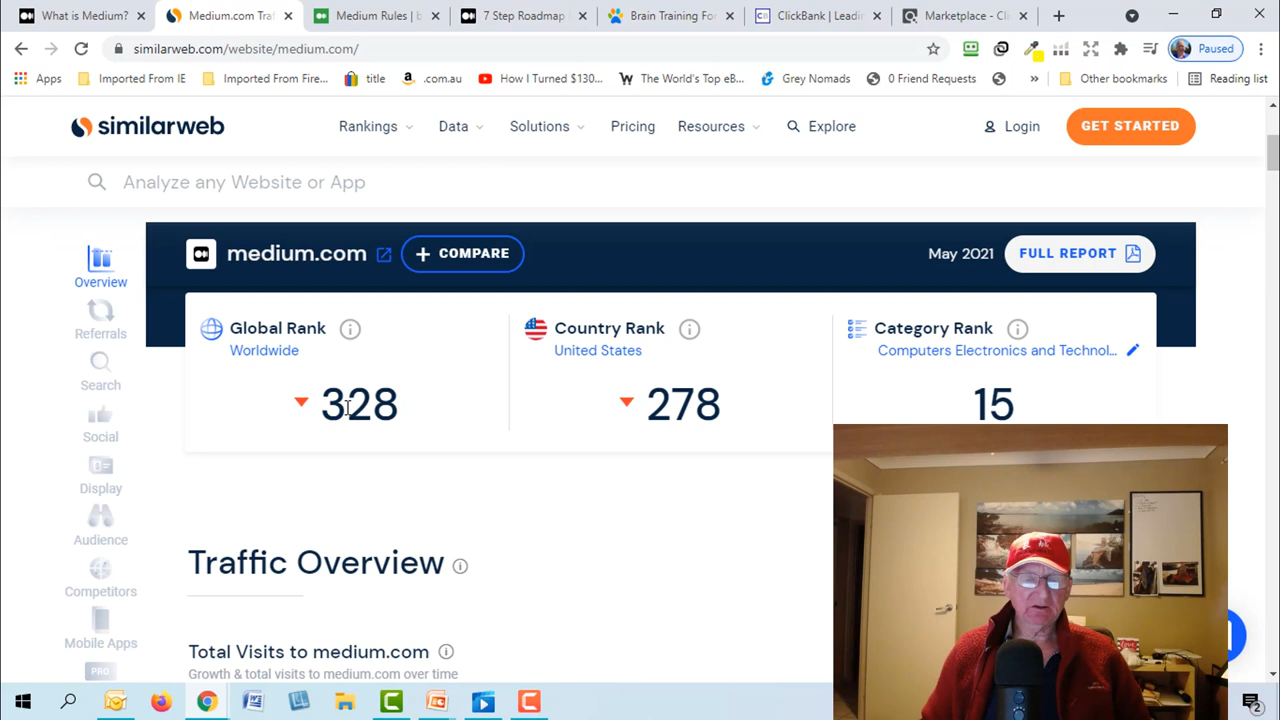 What is Medium?
Medium.com Tra
Medium Rules | b
7 Step Roadmap
Brain Training Fo
ClickBank | Leadi
Marketplace - Cli
similarweb.com/website/medium.com/
Paused
Apps
Imported From IE
Imported From Fire...
title
.com.au
How I Turned $130...
The World's Top eB...
Grey Nomads
0 Friend Requests
»
Other bookmarks
Reading list
similarweb
Rankings
Data
Solutions
Pricing
Resources
Explore
Login
GET STARTED
Analyze any Website or App
medium.com
+ COMPARE
May 2021
FULL REPORT
Overview
Referrals
Search
Social
Display
Audience
Competitors
Mobile Apps
PRO
Global Rank
Worldwide
328
Country Rank
United States
278
Category Rank
Computers Electronics and Technol...
15
Traffic Overview
Total Visits to medium.com
Growth & total visits to medium.com over time
2